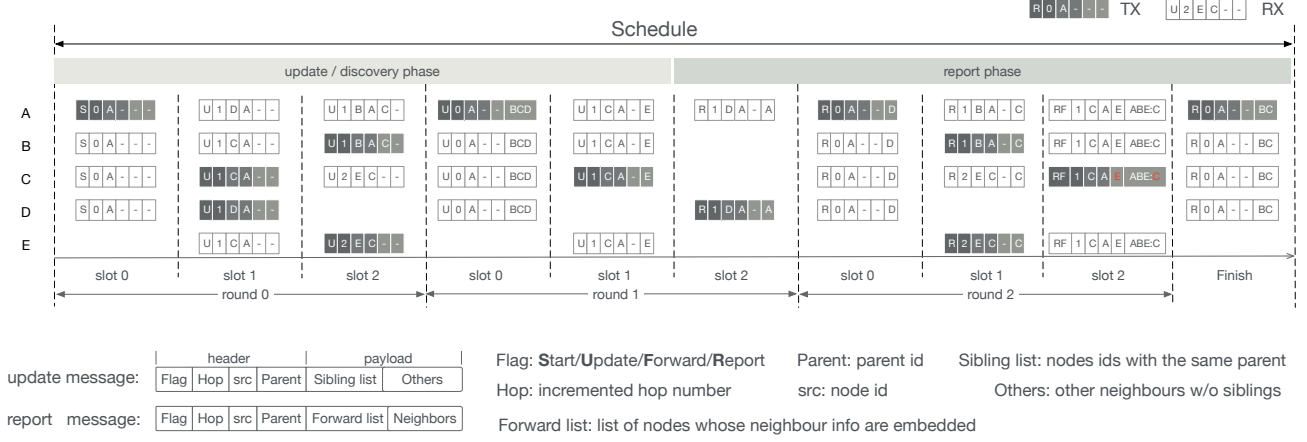 R 0 A - - - TX U 2 E C - - RX
Schedule
update / discovery phase report phase
A S 0 A - - - U 1 D A - - U 1 B A C - U 0 A - - BCD U 1 C A - E R 1 D A - A R 0 A - - D R 1 B A - C RF 1 C A E ABE:C R 0 A - - BC
B S 0 A - - - U 1 C A - - U 1 B A C - U 0 A - - BCD U 1 C A - E R 0 A - - D R 1 B A - C RF 1 C A E ABE:C R 0 A - - BC
C S 0 A - - - U 1 C A - - U 2 E C - - U 0 A - - BCD U 1 C A - E R 0 A - - D R 2 E C - C RF 1 C A E ABE:C R 0 A - - BC
D S 0 A - - - U 1 D A - - U 0 A - - BCD R 1 D A - A R 0 A - - D R 0 A - - BC
E U 1 C A - - U 2 E C - - U 1 C A - E R 2 E C - C RF 1 C A E ABE:C
slot 0 slot 1 slot 2 slot 0 slot 1 slot 2 slot 0 slot 1 slot 2 Finish
round 0 round 1 round 2
header payload
update message: Flag Hop src Parent Sibling list Others
report message: Flag Hop src Parent Forward list Neighbors
Flag: Start/Update/Forward/Report Parent: parent id Sibling list: nodes ids with the same parent
Hop: incremented hop number src: node id Others: other neighbours w/o siblings
Forward list: list of nodes whose neighbour info are embedded